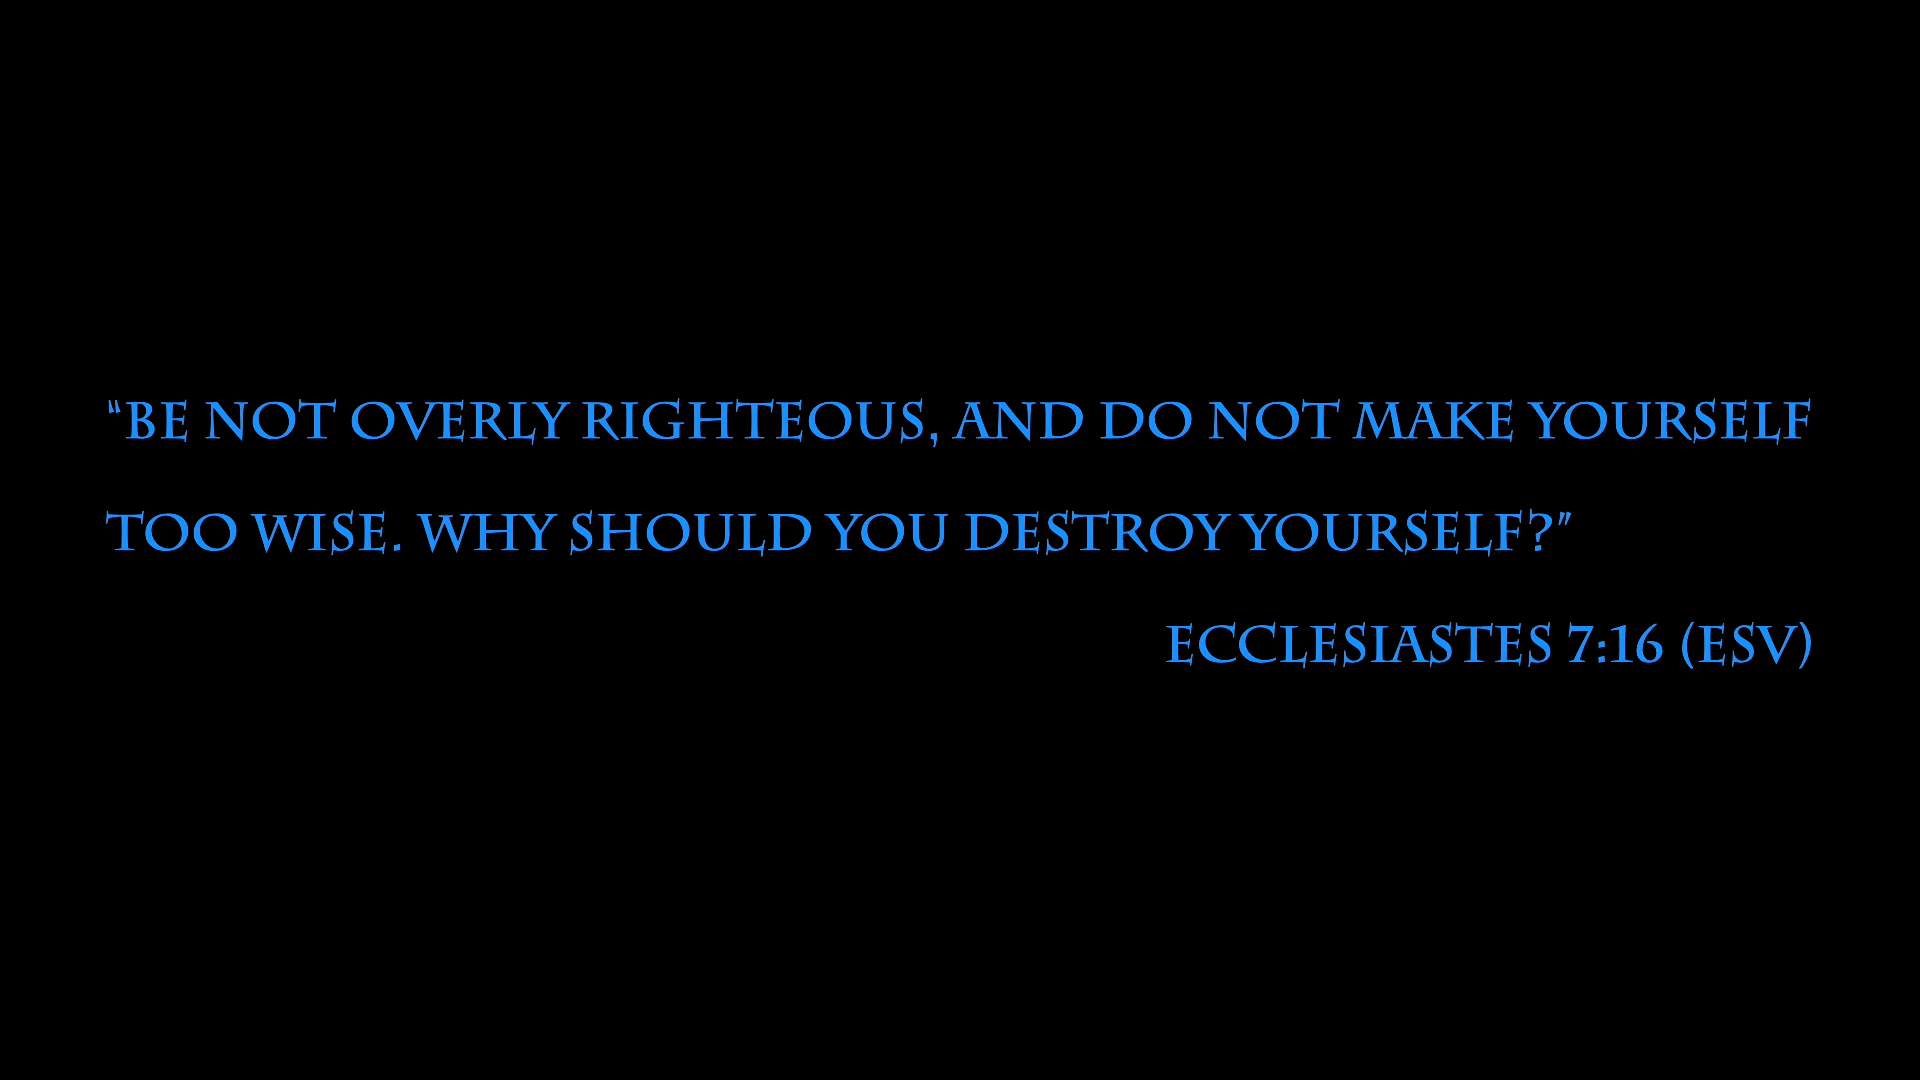 “BE NOT OVERLY RIGHTEOUS, AND DO NOT MAKE YOURSELF
TOO WISE. WHY SHOULD YOU DESTROY YOURSELF?”
ECCLESIASTES 7:16 (ESV)